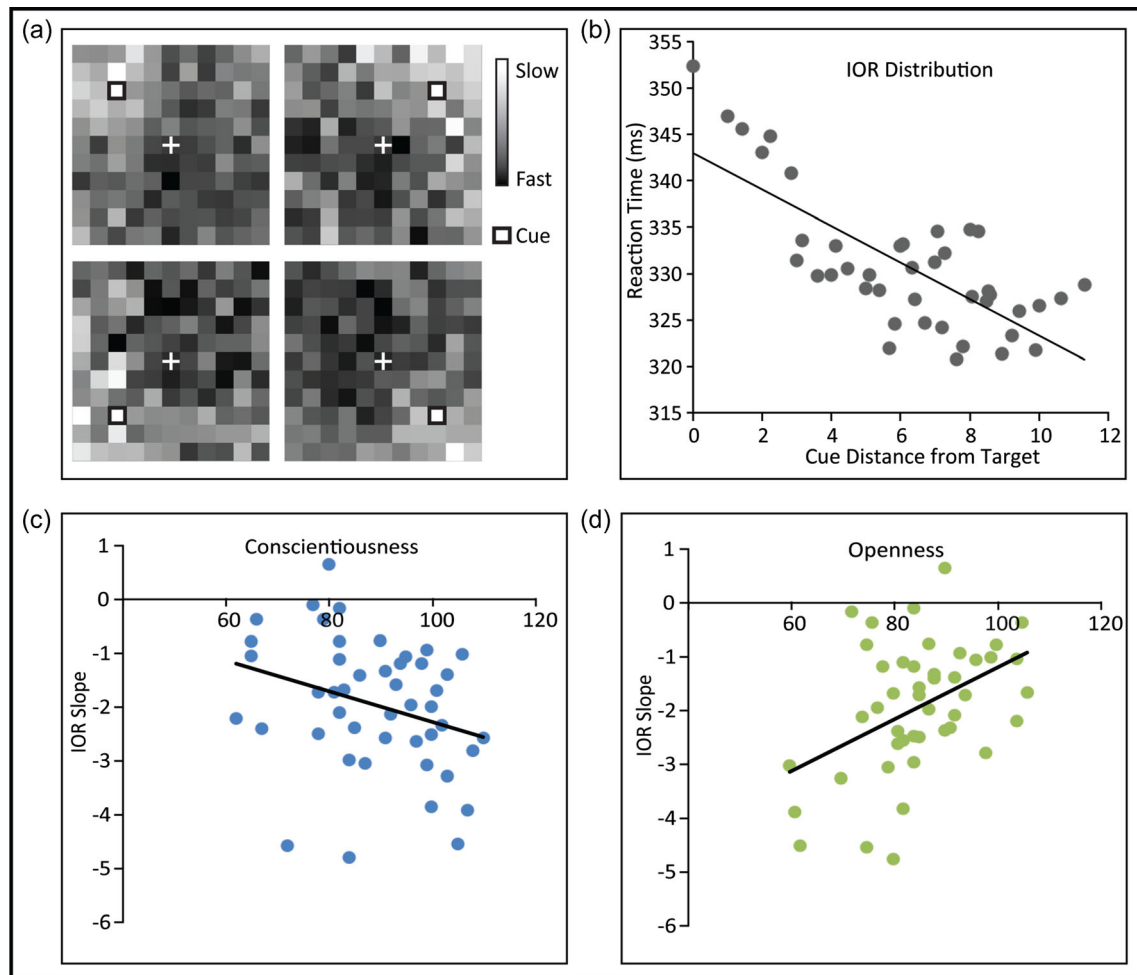 (a)
Slow
Fast
Cue
(b)
IOR Distribution
355
350
345
340
335
330
325
320
315
Reaction Time (ms)
0 2 4 6 8 10 12
Cue Distance from Target
(c)
Conscientiousness
1
0
-1
-2
-3
-4
-5
-6
60 80 100 120
IOR Slope
(d)
Openness
1
0
-1
-2
-3
-4
-5
-6
60 80 100 120
IOR Slope